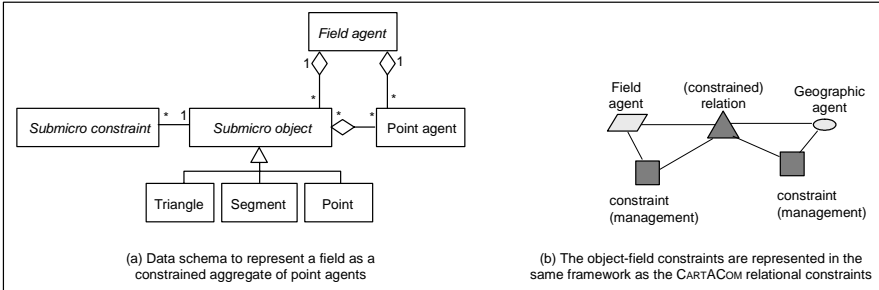 Field agent
1
1
*
*
Submicro constraint
*
1
Submicro object
*
*
Point agent
Triangle
Segment
Point
(a) Data schema to represent a field as a
constrained aggregate of point agents
Field
agent
(constrained)
relation
Geographic
agent
constraint
(management)
constraint
(management)
(b) The object-field constraints are represented in the
same framework as the CARTACOM relational constraints